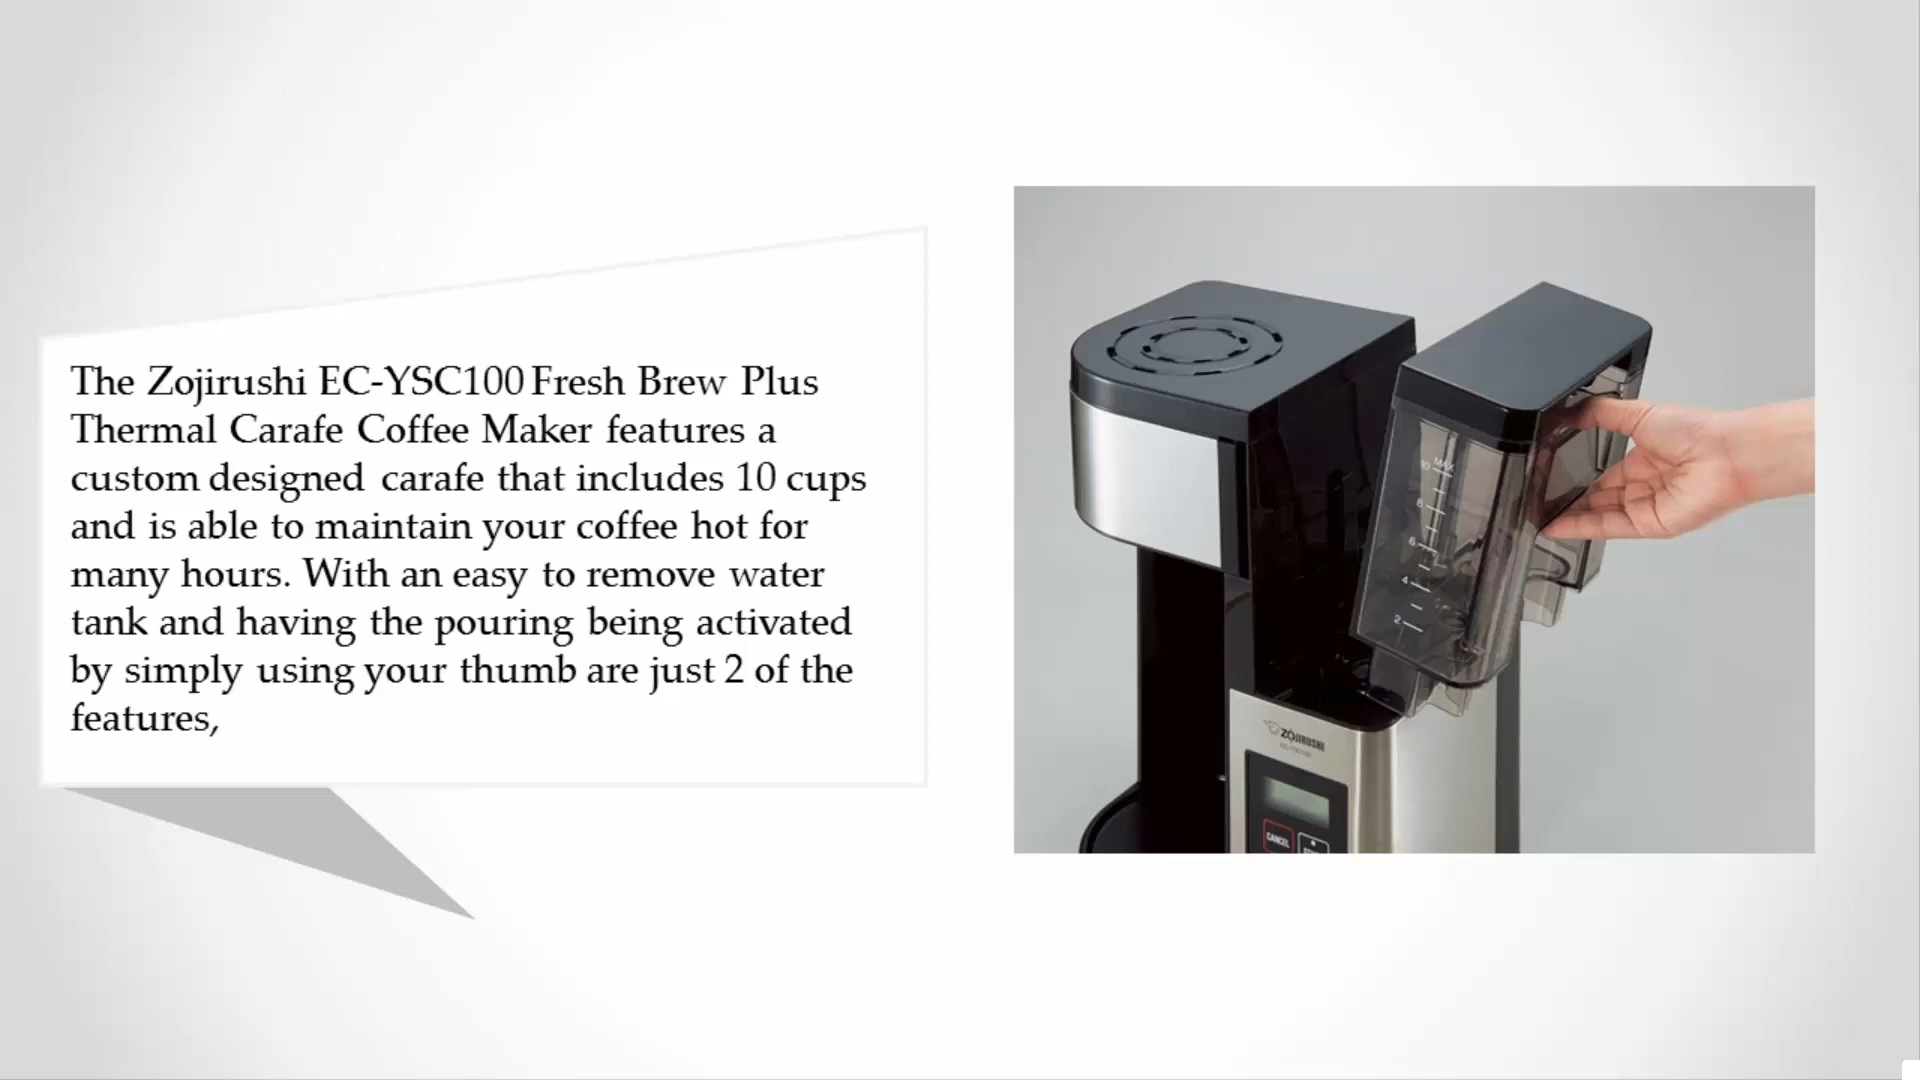 The Zojirushi EC-YSC100 Fresh Brew Plus
Thermal Carafe Coffee Maker features a
custom designed carafe that includes 10 cups
and is able to maintain your coffee hot for
many hours. With an easy to remove water
tank and having the pouring being activated
by simply using your thumb are just 2 of the
features,
MAX
10
8
6
4
2
ZOJIRUSHI
CANCEL